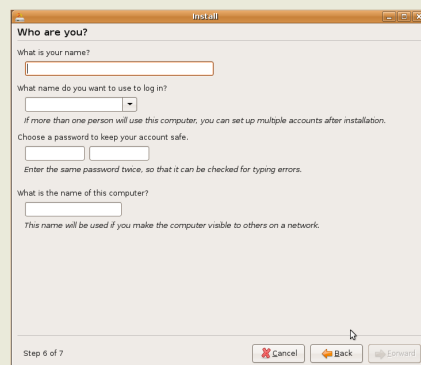 Install
Who are you?
What is your name?
What name do you want to use to log in?
If more than one person will use this computer, you can set up multiple accounts after installation.
Choose a password to keep your account safe.
Enter the same password twice, so that it can be checked for typing errors.
What is the name of this computer?
This name will be used if you make the computer visible to others on a network.
Step 6 of 7 Cancel Back Forward